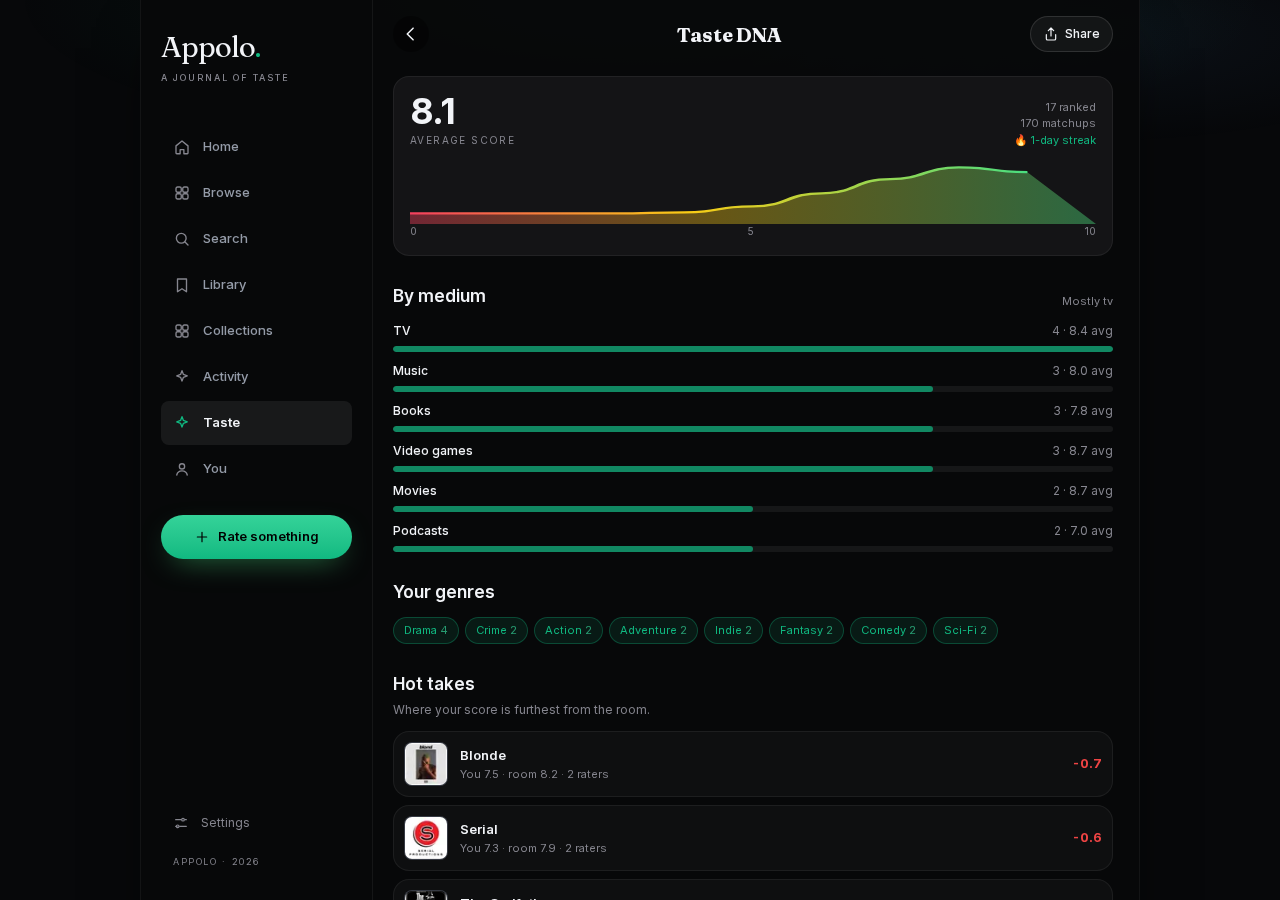 Appolo.
A JOURNAL OF TASTE
Home
Browse
Search
Library
Collections
Activity
Taste
You
Rate something
Settings
APPOLO · 2026
Taste DNA
Share
8.1
AVERAGE SCORE
17 ranked
170 matchups
🔥 1-day streak
0 5 10
By medium
Mostly tv
TV 4 · 8.4 avg
Music 3 · 8.0 avg
Books 3 · 7.8 avg
Video games 3 · 8.7 avg
Movies 2 · 8.7 avg
Podcasts 2 · 7.0 avg
Your genres
Drama 4 Crime 2 Action 2 Adventure 2 Indie 2 Fantasy 2 Comedy 2 Sci-Fi 2
Hot takes
Where your score is furthest from the room.
Blonde
You 7.5 · room 8.2 · 2 raters
-0.7
Serial
You 7.3 · room 7.9 · 2 raters
-0.6